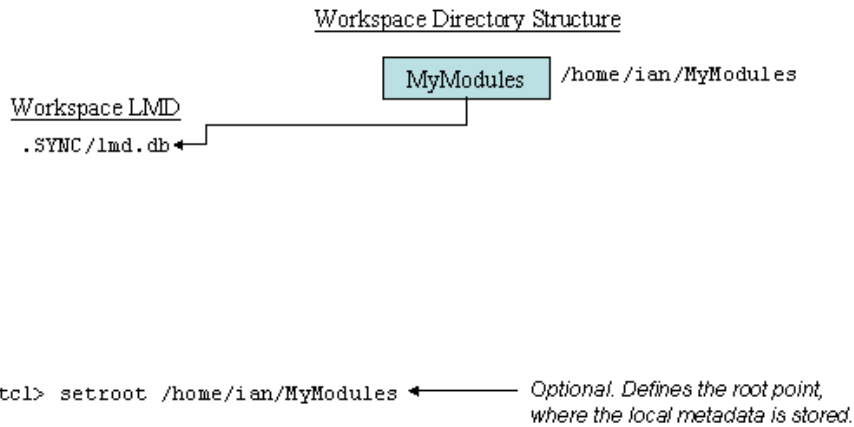 Workspace Directory Structure
MyModules /home/ian/MyModules
Workspace LMD
.SYNC/lmd.db
tcl> setroot /home/ian/MyModules
Optional. Defines the root point,
where the local metadata is stored.